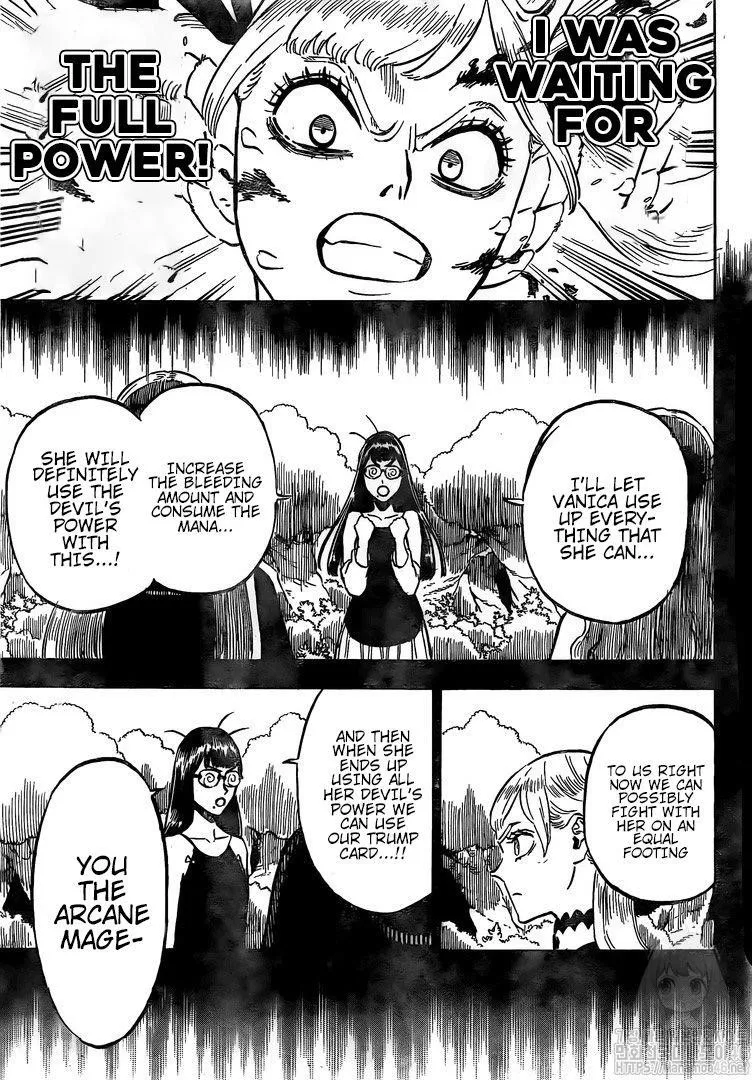 I WAS
WAITING
FOR
THE
FULL
POWER!
I'LL LET
VANICA USE
UP EVERY-
THING THAT
SHE CAN...
INCREASE
THE BLEEDING
AMOUNT AND
CONSUME THE
MANA...
SHE WILL
DEFINITELY
USE THE
DEVIL'S
POWER
WITH
THIS...!
TO US RIGHT
NOW WE CAN
POSSIBLY
FIGHT WITH
HER ON AN
EQUAL
FOOTING
AND THEN
WHEN SHE
ENDS UP
USING ALL
HER DEVIL'S
POWER WE
CAN USE
OUR TRUMP
CARD...!!
YOU
THE
ARCANE
MAGE-